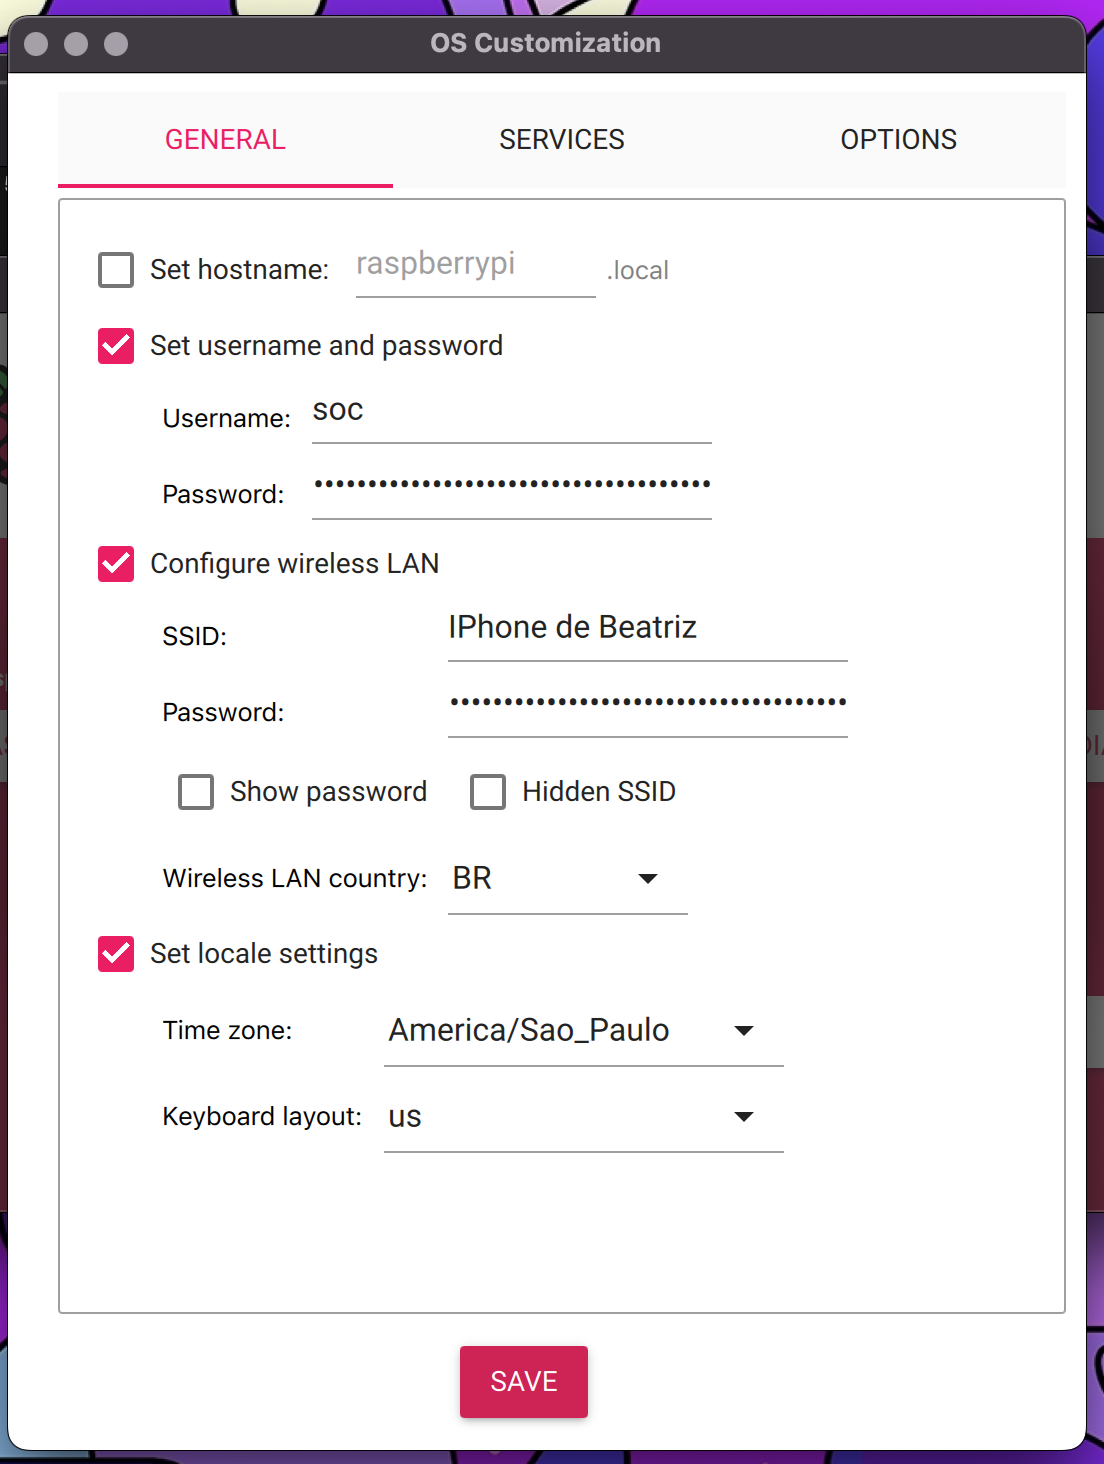 OS Customization
GENERAL SERVICES OPTIONS
Set hostname: raspberrypi .local
Set username and password
Username: soc
Password: •••••••••••••••••••••••••••••••••••••
Configure wireless LAN
SSID: IPhone de Beatriz
Password: •••••••••••••••••••••••••••••••••••••
Show password Hidden SSID
Wireless LAN country: BR
Set locale settings
Time zone: America/Sao_Paulo
Keyboard layout: us
SAVE